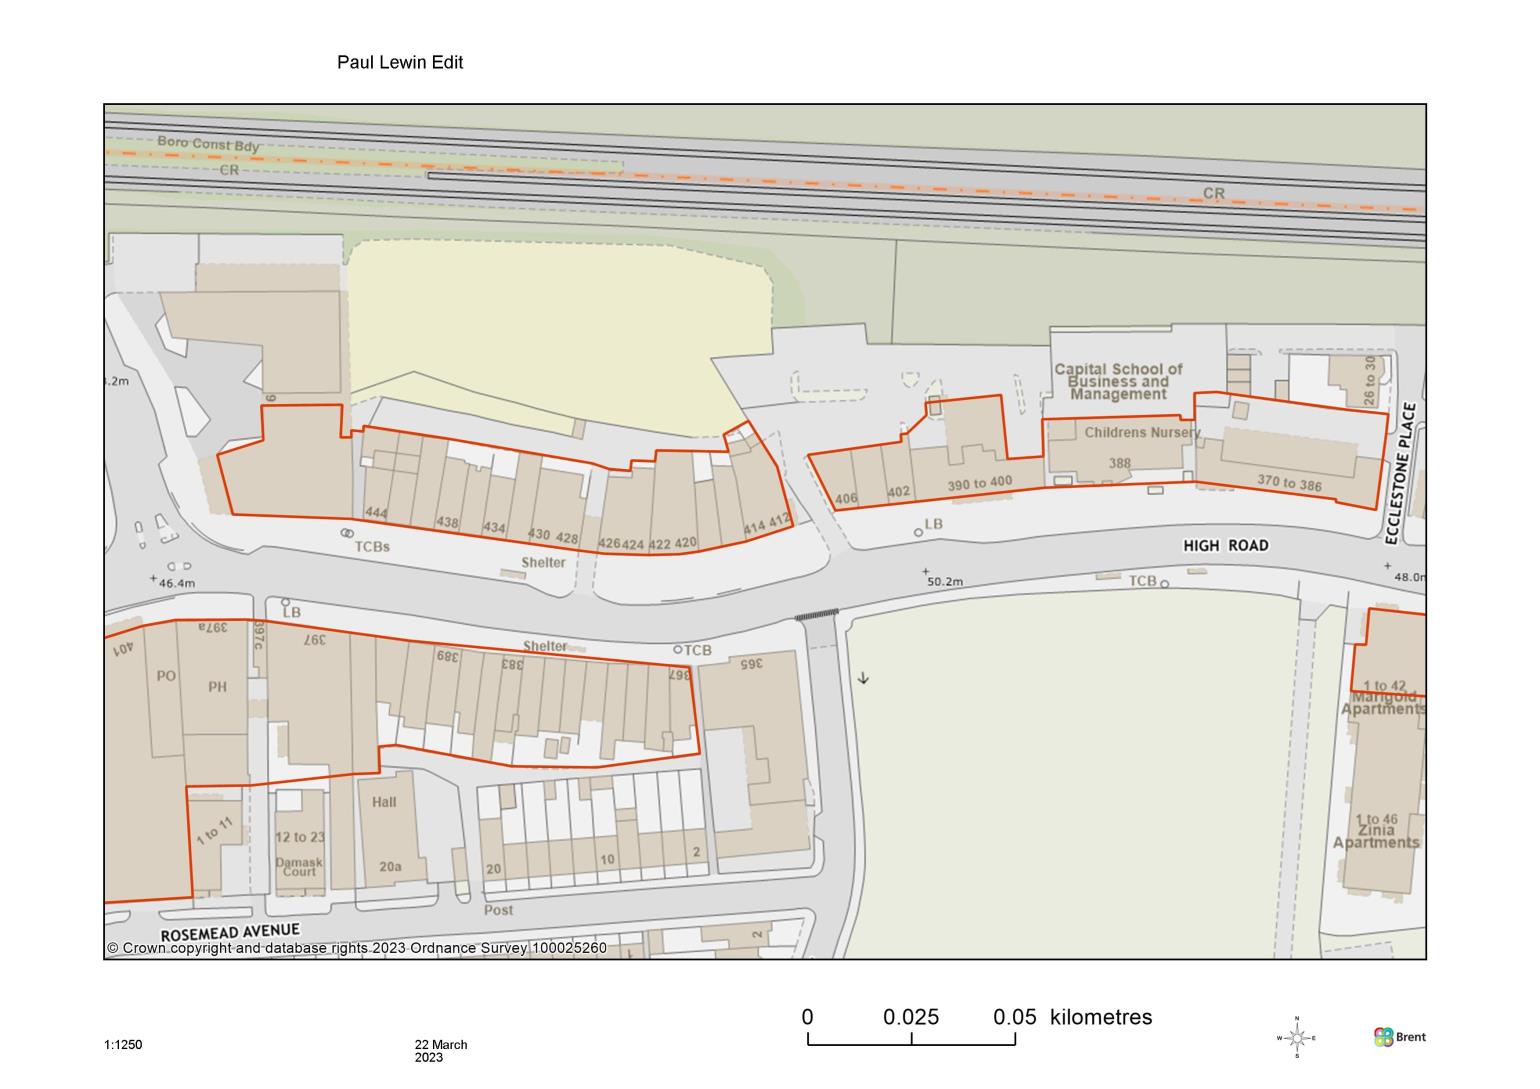 Paul Lewin Edit
Boro Const Bdy
CR
CR
3.2m
6
Capital School of
Business and
Management
26 to 30
Childrens Nursery
388
370 to 386
390 to 400
402
406
ECCLESTONE PLACE
444
438
434
430 428
426 424 422 420
414 412
TCBs
Shelter
LB
HIGH ROAD
46.4m
50.2m
48.0m
TCB
LB
401
397a
397c
397
389
383
Shelter
367
TCB
365
PO
PH
1 to 42
Marigold
Apartments
Hall
1 to 11
12 to 23
Damask
Court
20a
20
10
2
1 to 46
Zinia
Apartments
Post
ROSEMEAD AVENUE
2
© Crown copyright and database rights 2023 Ordnance Survey 100025260
0 0.025 0.05 kilometres
1:1250
22 March
2023
N
W E
S
Brent